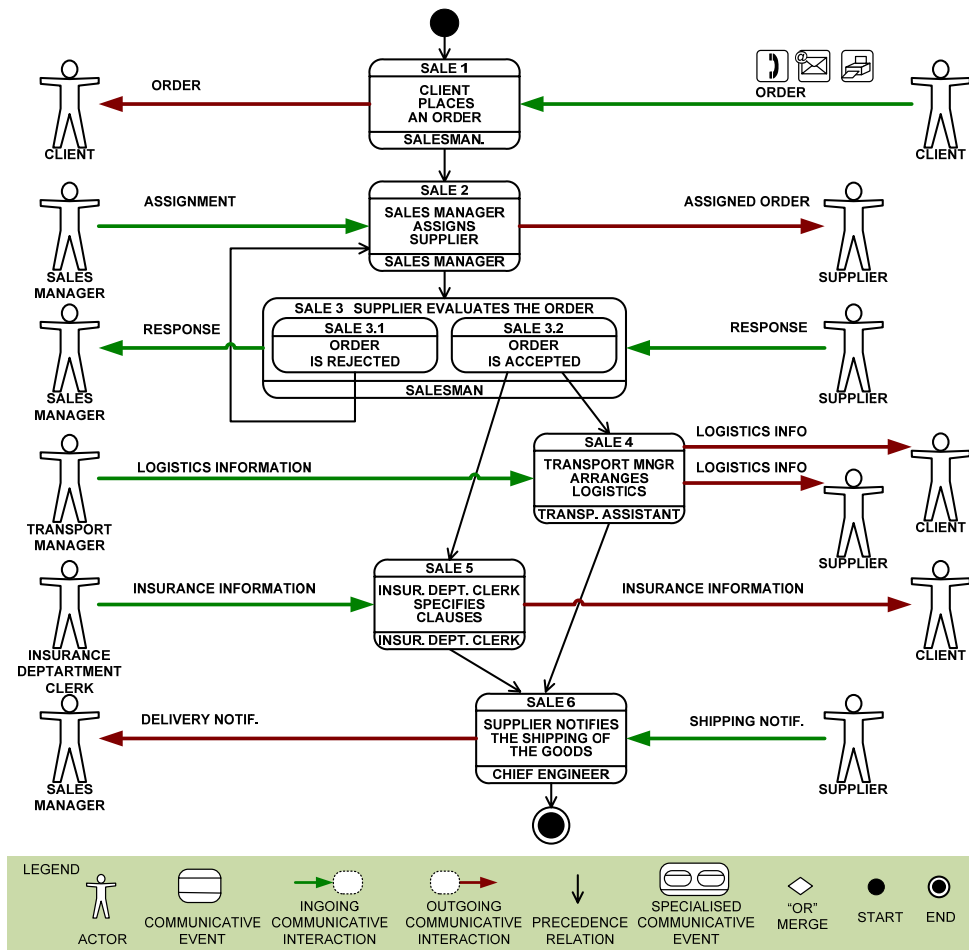 SALE 1
ORDER
CLIENT
PLACES
AN ORDER
@
ORDER
CLIENT
SALESMAN.
CLIENT
SALE 2
ASSIGNMENT
SALES MANAGER
ASSIGNS
SUPPLIER
ASSIGNED ORDER
SALES
MANAGER
SALES MANAGER
SUPPLIER
SALE 3 SUPPLIER EVALUATES THE ORDER
RESPONSE
SALE 3.1
ORDER
IS REJECTED
SALE 3.2
ORDER
IS ACCEPTED
RESPONSE
SALES
MANAGER
SALESMAN
SUPPLIER
LOGISTICS INFORMATION
SALE 4
TRANSPORT MNGR
ARRANGES
LOGISTICS
LOGISTICS INFO
LOGISTICS INFO
TRANSPORT
MANAGER
TRANSP. ASSISTANT
CLIENT
SUPPLIER
INSURANCE INFORMATION
SALE 5
INSUR. DEPT. CLERK
SPECIFIES
CLAUSES
INSURANCE INFORMATION
INSURANCE
DEPTARTMENT
CLERK
INSUR. DEPT. CLERK
CLIENT
DELIVERY NOTIF.
SALE 6
SUPPLIER NOTIFIES
THE SHIPPING OF
THE GOODS
SHIPPING NOTIF.
SALES
MANAGER
CHIEF ENGINEER
SUPPLIER
LEGEND
ACTOR
COMMUNICATIVE
EVENT
INGOING
COMMUNICATIVE
INTERACTION
OUTGOING
COMMUNICATIVE
INTERACTION
PRECEDENCE
RELATION
SPECIALISED
COMMUNICATIVE
EVENT
“OR”
MERGE
START
END